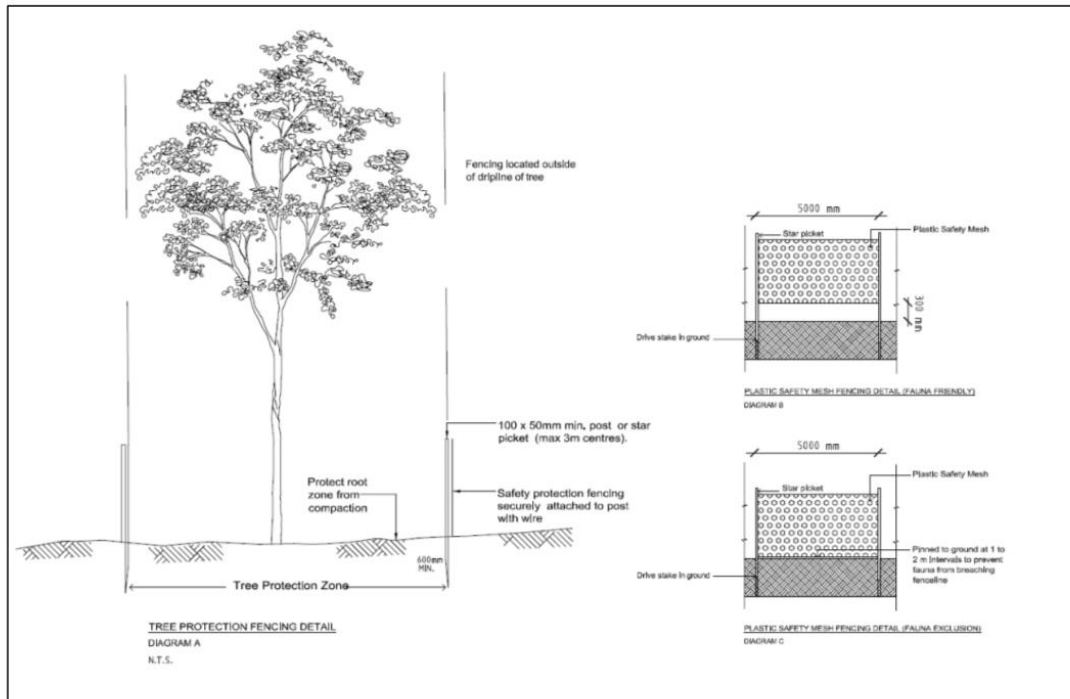 Fencing located outside
of dripline of tree
100 x 50mm min. post or star
picket (max 3m centres).
Protect root
zone from
compaction
Safety protection fencing
securely attached to post
with wire
600mm
MIN.
Tree Protection Zone
TREE PROTECTION FENCING DETAIL
DIAGRAM A
N.T.S.
5000 mm
Star picket
Plastic Safety Mesh
300 mm
Drive stake in ground
PLASTIC SAFETY MESH FENCING DETAIL (FAUNA FRIENDLY)
DIAGRAM B
5000 mm
Star picket
Plastic Safety Mesh
Pinned to ground at 1 to
2 m intervals to prevent
fauna from breaching
fenceline
Drive stake in ground
PLASTIC SAFETY MESH FENCING DETAIL (FAUNA EXCLUSION)
DIAGRAM C